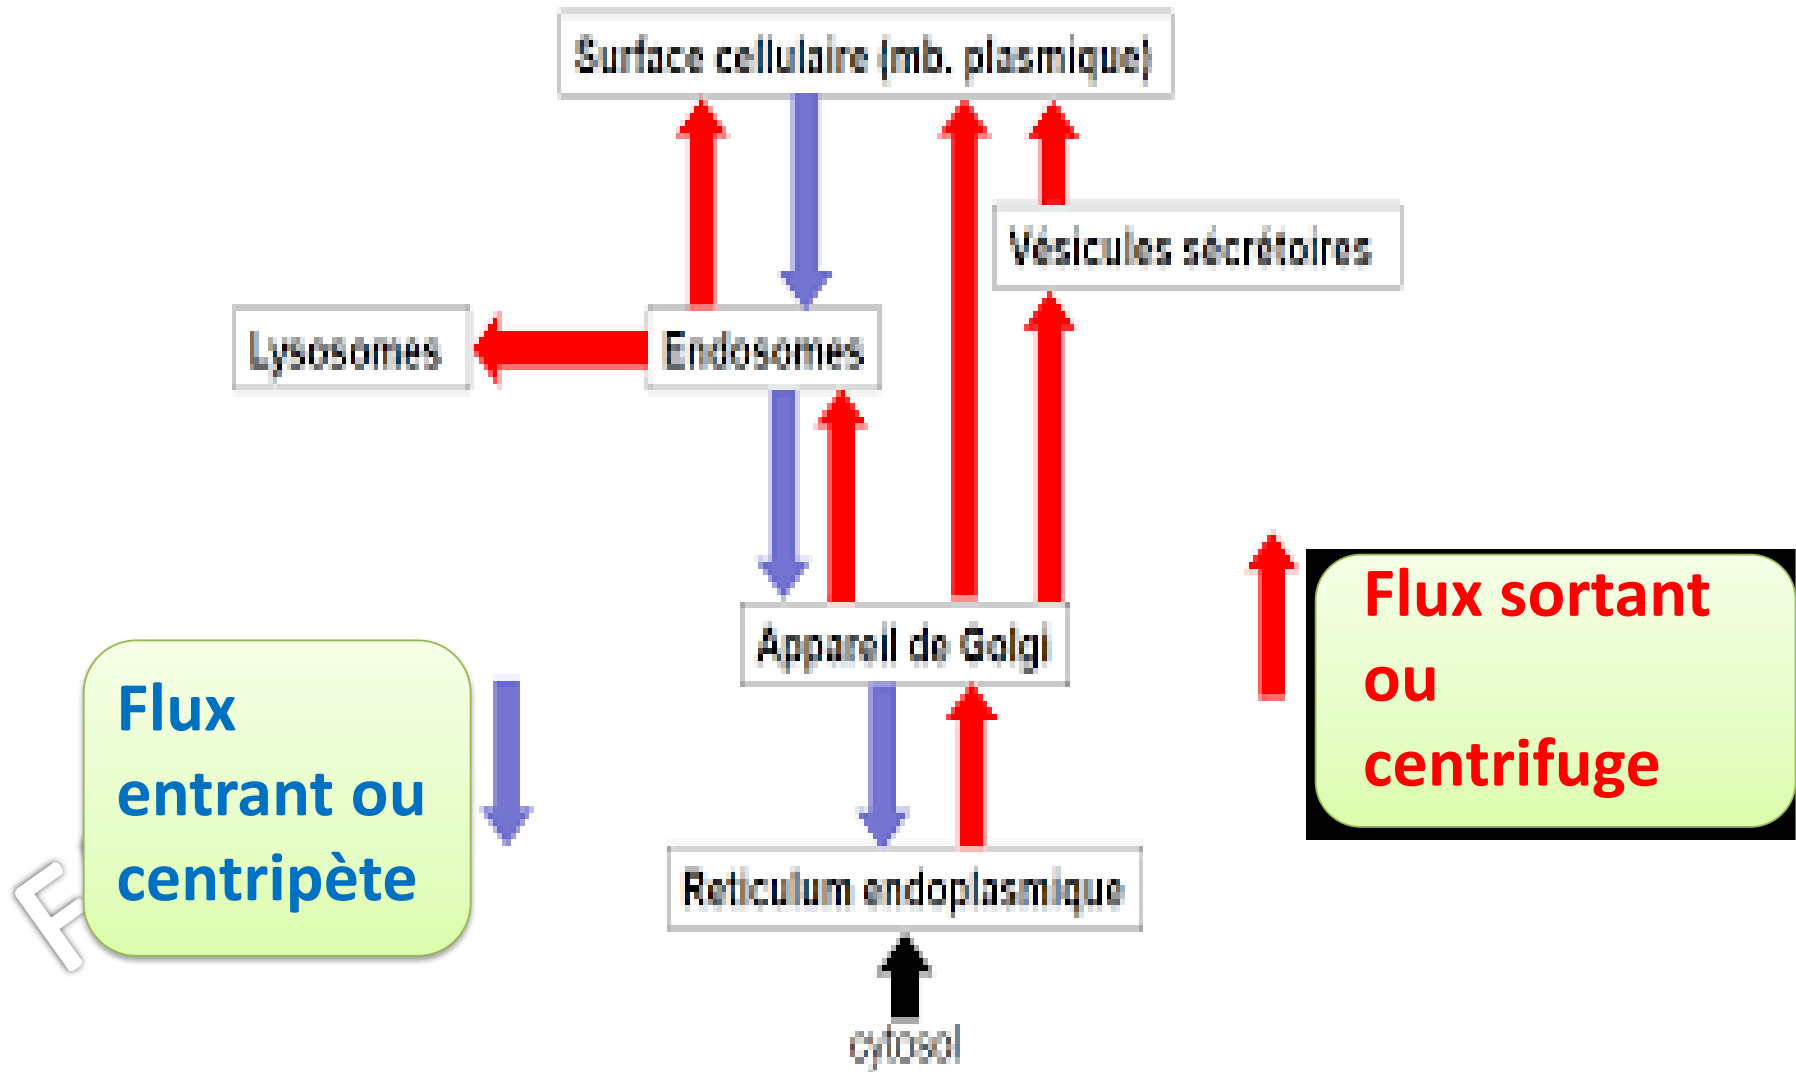 Surface cellulaire (mb. plasmique)
Vésicules sécrétoires
Lysosomes
Endosomes
Appareil de Golgi
Flux sortant
ou
centrifuge
Flux
entrant ou
centripète
Reticulum endoplasmique
cytosol